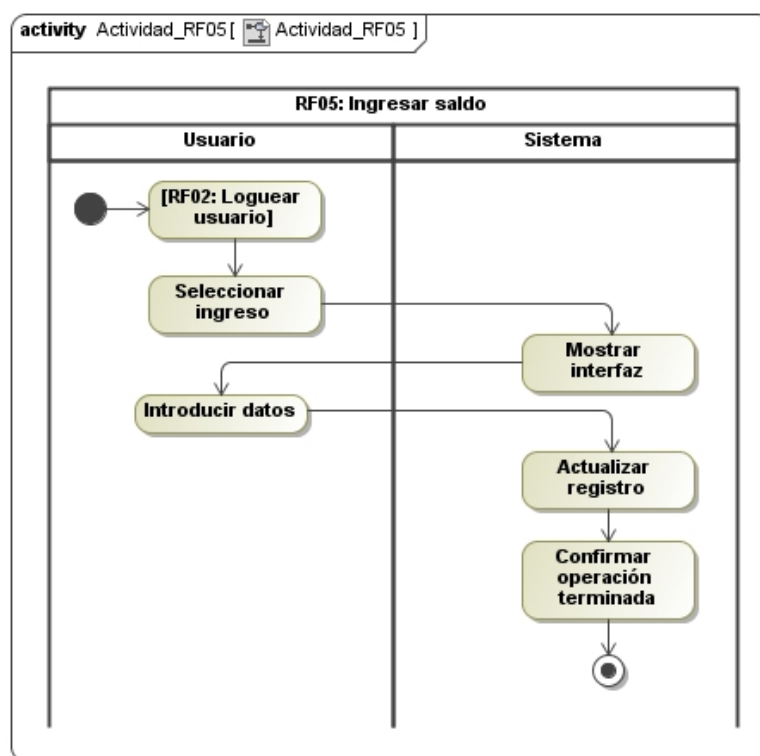 activity Actividad_RF05[ Actividad_RF05 ]
RF05: Ingresar saldo
Usuario
Sistema
[RF02: Loguear
usuario]
Seleccionar
ingreso
Mostrar
interfaz
Introducir datos
Actualizar
registro
Confirmar
operación
terminada